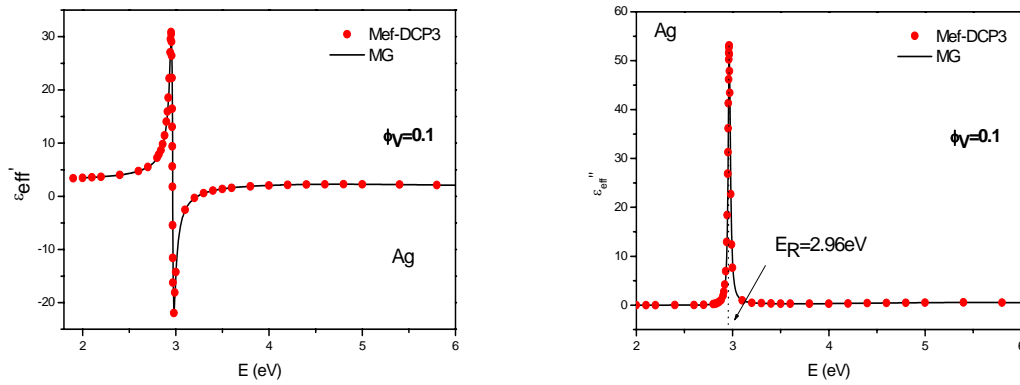 Mef-DCP3
MG
ϕV=0.1
Ag
εeff'
30
20
10
0
-10
-20
2
3
4
5
6
E (eV)
Ag
Mef-DCP3
MG
ϕV=0.1
ER=2.96eV
εeff''
60
50
40
30
20
10
0
2
3
4
5
6
E (eV)